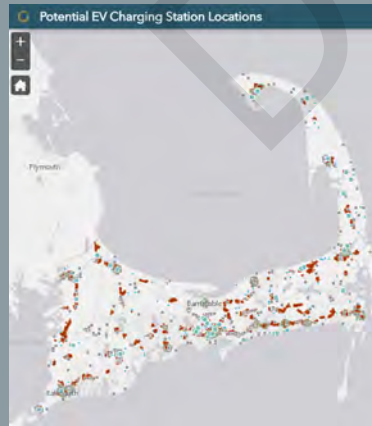 Potential EV Charging Station Locations
+
−
Plymouth
Barnstable
Falmouth